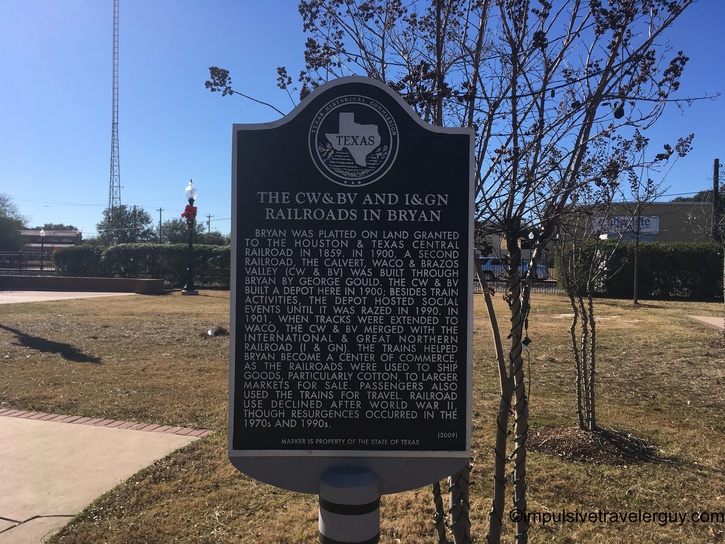 TEXAS HISTORICAL COMMISSION
TEXAS
THE CW&BV AND I&GN
RAILROADS IN BRYAN
BRYAN WAS PLATTED ON LAND GRANTED
TO THE HOUSTON & TEXAS CENTRAL
RAILROAD IN 1859. IN 1900, A SECOND
RAILROAD, THE CALVERT, WACO & BRAZOS
VALLEY (CW & BV) WAS BUILT THROUGH
BRYAN BY GEORGE GOULD. THE CW & BV
BUILT A DEPOT HERE IN 1900; BESIDES TRAIN
ACTIVITIES, THE DEPOT HOSTED SOCIAL
EVENTS UNTIL IT WAS RAZED IN 1990. IN
1901, WHEN TRACKS WERE EXTENDED TO
WACO, THE CW & BV MERGED WITH THE
INTERNATIONAL & GREAT NORTHERN
RAILROAD (I & GN). THE TRAINS HELPED
BRYAN BECOME A CENTER OF COMMERCE,
AS THE RAILROADS WERE USED TO SHIP
GOODS, PARTICULARLY COTTON, TO LARGER
MARKETS FOR SALE. PASSENGERS ALSO
USED THE TRAINS FOR TRAVEL. RAILROAD
USE DECLINED AFTER WORLD WAR II,
THOUGH RESURGENCES OCCURRED IN THE
1970s AND 1990s.
(2009)
MARKER IS PROPERTY OF THE STATE OF TEXAS
©impulsivetravelerguy.com